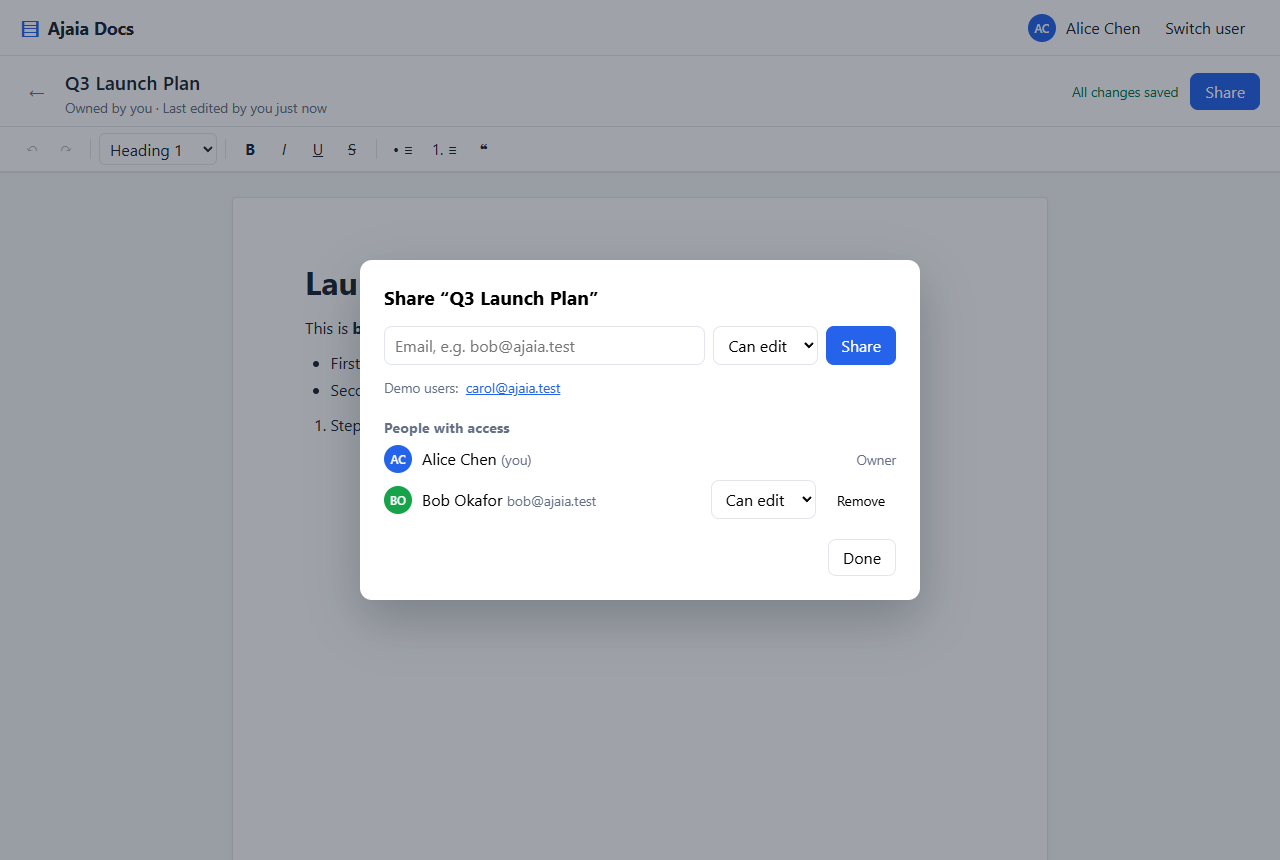 Ajaia Docs
AC Alice Chen Switch user
← Q3 Launch Plan
Owned by you · Last edited by you just now
All changes saved Share
Heading 1 B I U S • ≡ 1. ≡ ❝
Lau
This is b
• First
• Seco
1. Step
Share “Q3 Launch Plan”
Email, e.g. bob@ajaia.test Can edit Share
Demo users: carol@ajaia.test
People with access
AC Alice Chen (you) Owner
BO Bob Okafor bob@ajaia.test Can edit Remove
Done